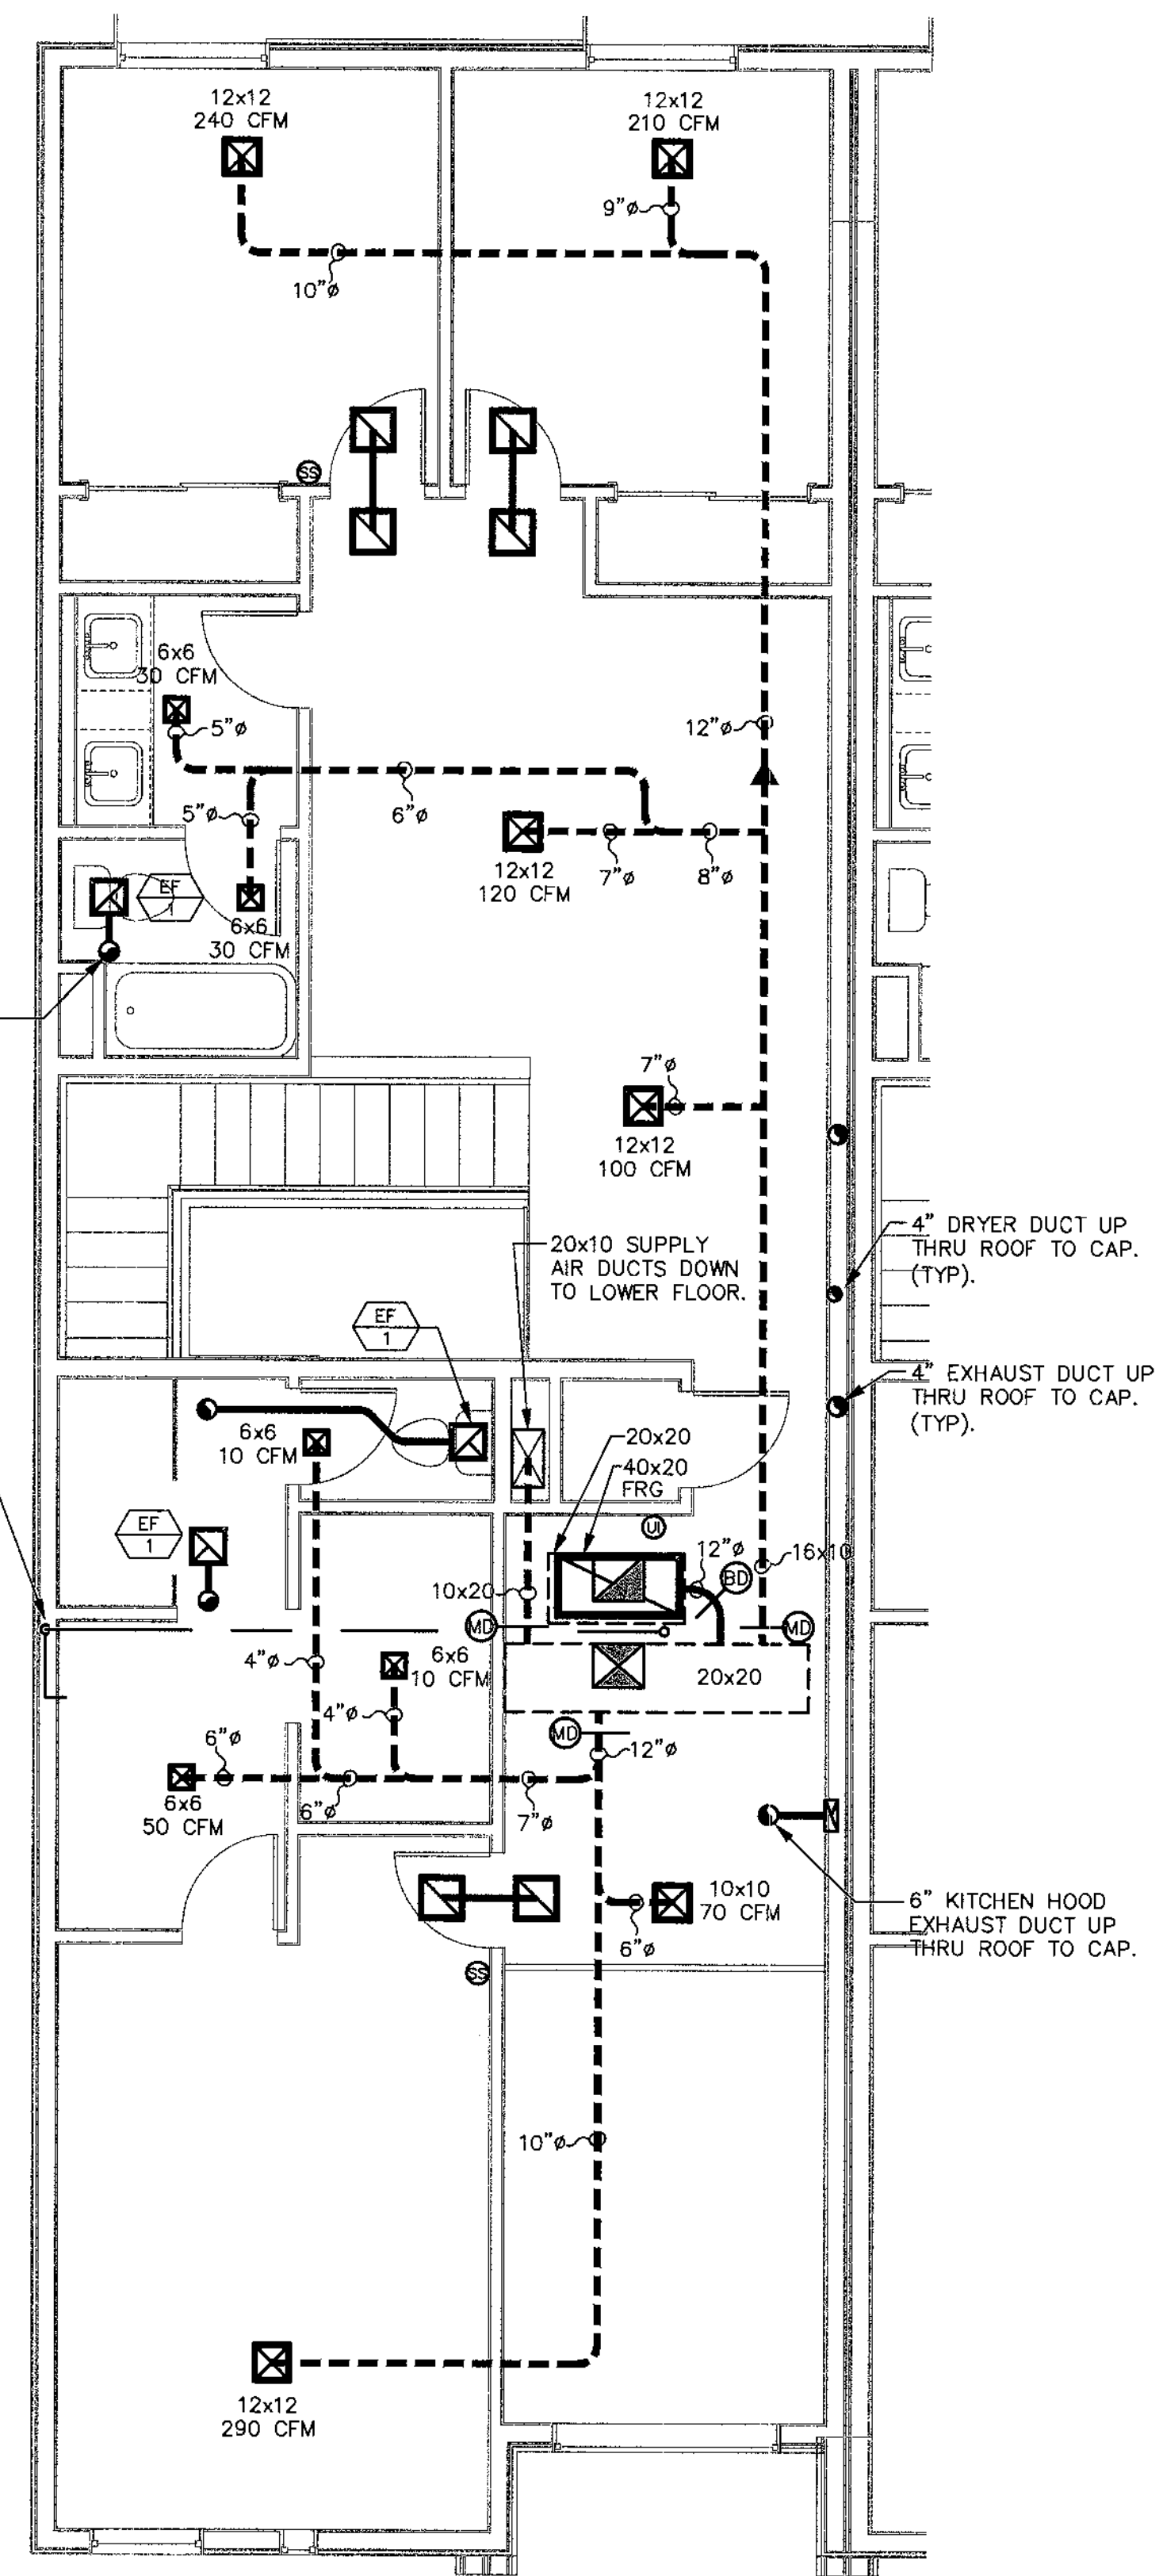 12x12
240 CFM
12x12
210 CFM
9"ø
10"ø
SS
6x6
30 CFM
5"ø
12"ø
5"ø
6"ø
12x12
120 CFM
7"ø
8"ø
EF
1
6x6
30 CFM
7"ø
12x12
100 CFM
20x10 SUPPLY
AIR DUCTS DOWN
TO LOWER FLOOR.
4" DRYER DUCT UP
THRU ROOF TO CAP.
(TYP).
EF
1
4" EXHAUST DUCT UP
THRU ROOF TO CAP.
(TYP).
6x6
10 CFM
20x20
40x20
FRG
EF
1
UI
12"ø
16x10
BD
10x20
MD
MD
4"ø
6x6
10 CFM
20x20
4"ø
MD
6"ø
12"ø
6x6
50 CFM
6"ø
7"ø
10x10
70 CFM
6"ø
6" KITCHEN HOOD
EXHAUST DUCT UP
THRU ROOF TO CAP.
SS
10"ø
12x12
290 CFM